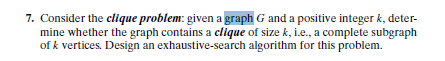 7. Consider the clique problem: given a graph G and a positive integer k, deter-
mine whether the graph contains a clique of size k, i.e., a complete subgraph
of k vertices. Design an exhaustive-search algorithm for this problem.